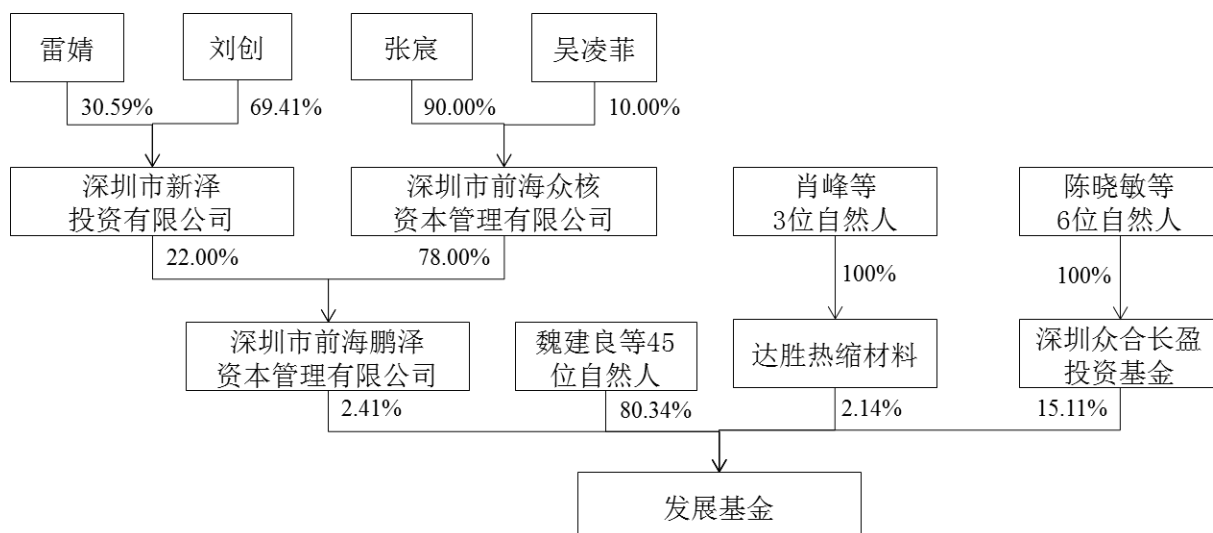 雷婧
刘创
张宸
吴凌菲
30.59%
69.41%
90.00%
10.00%
深圳市新泽
投资有限公司
深圳市前海众核
资本管理有限公司
肖峰等
3位自然人
陈晓敏等
6位自然人
22.00%
78.00%
100%
100%
深圳市前海鹏泽
资本管理有限公司
魏建良等45
位自然人
达胜热缩材料
深圳众合长盈
投资基金
2.41%
80.34%
2.14%
15.11%
发展基金